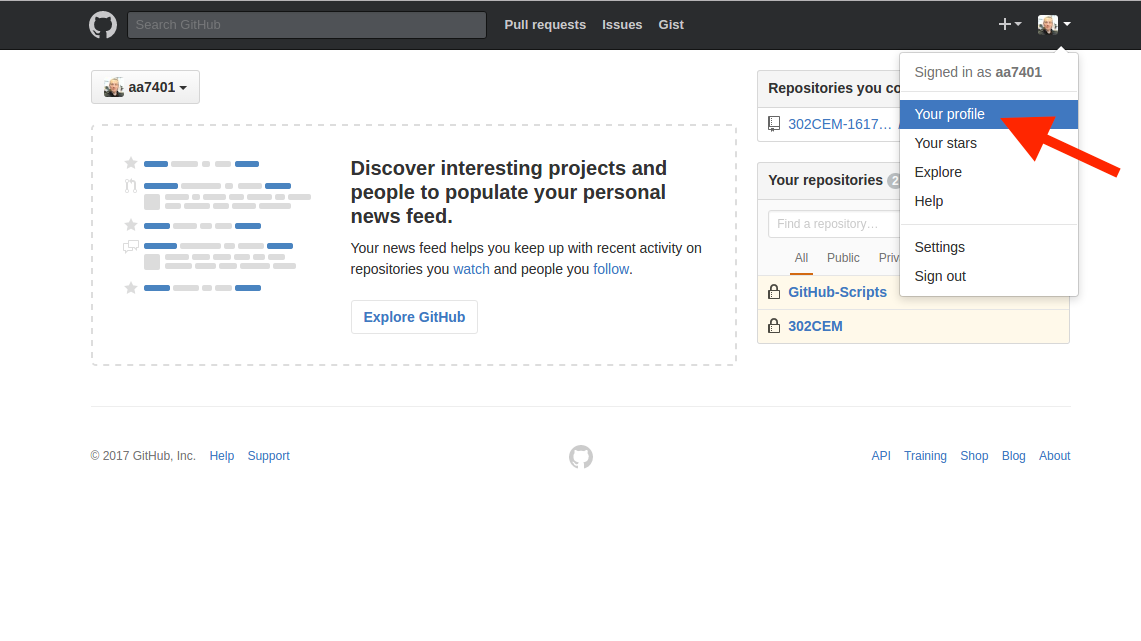 Search GitHub
Pull requests Issues Gist
aa7401
Signed in as aa7401
Your profile
Your stars
Explore
Help
Settings
Sign out
Discover interesting projects and
people to populate your personal
news feed.
Your news feed helps you keep up with recent activity on
repositories you watch and people you follow.
Explore GitHub
Repositories you co
302CEM-1617…
Your repositories 2
Find a repository…
All Public Priv
GitHub-Scripts
302CEM
© 2017 GitHub, Inc. Help Support
API Training Shop Blog About